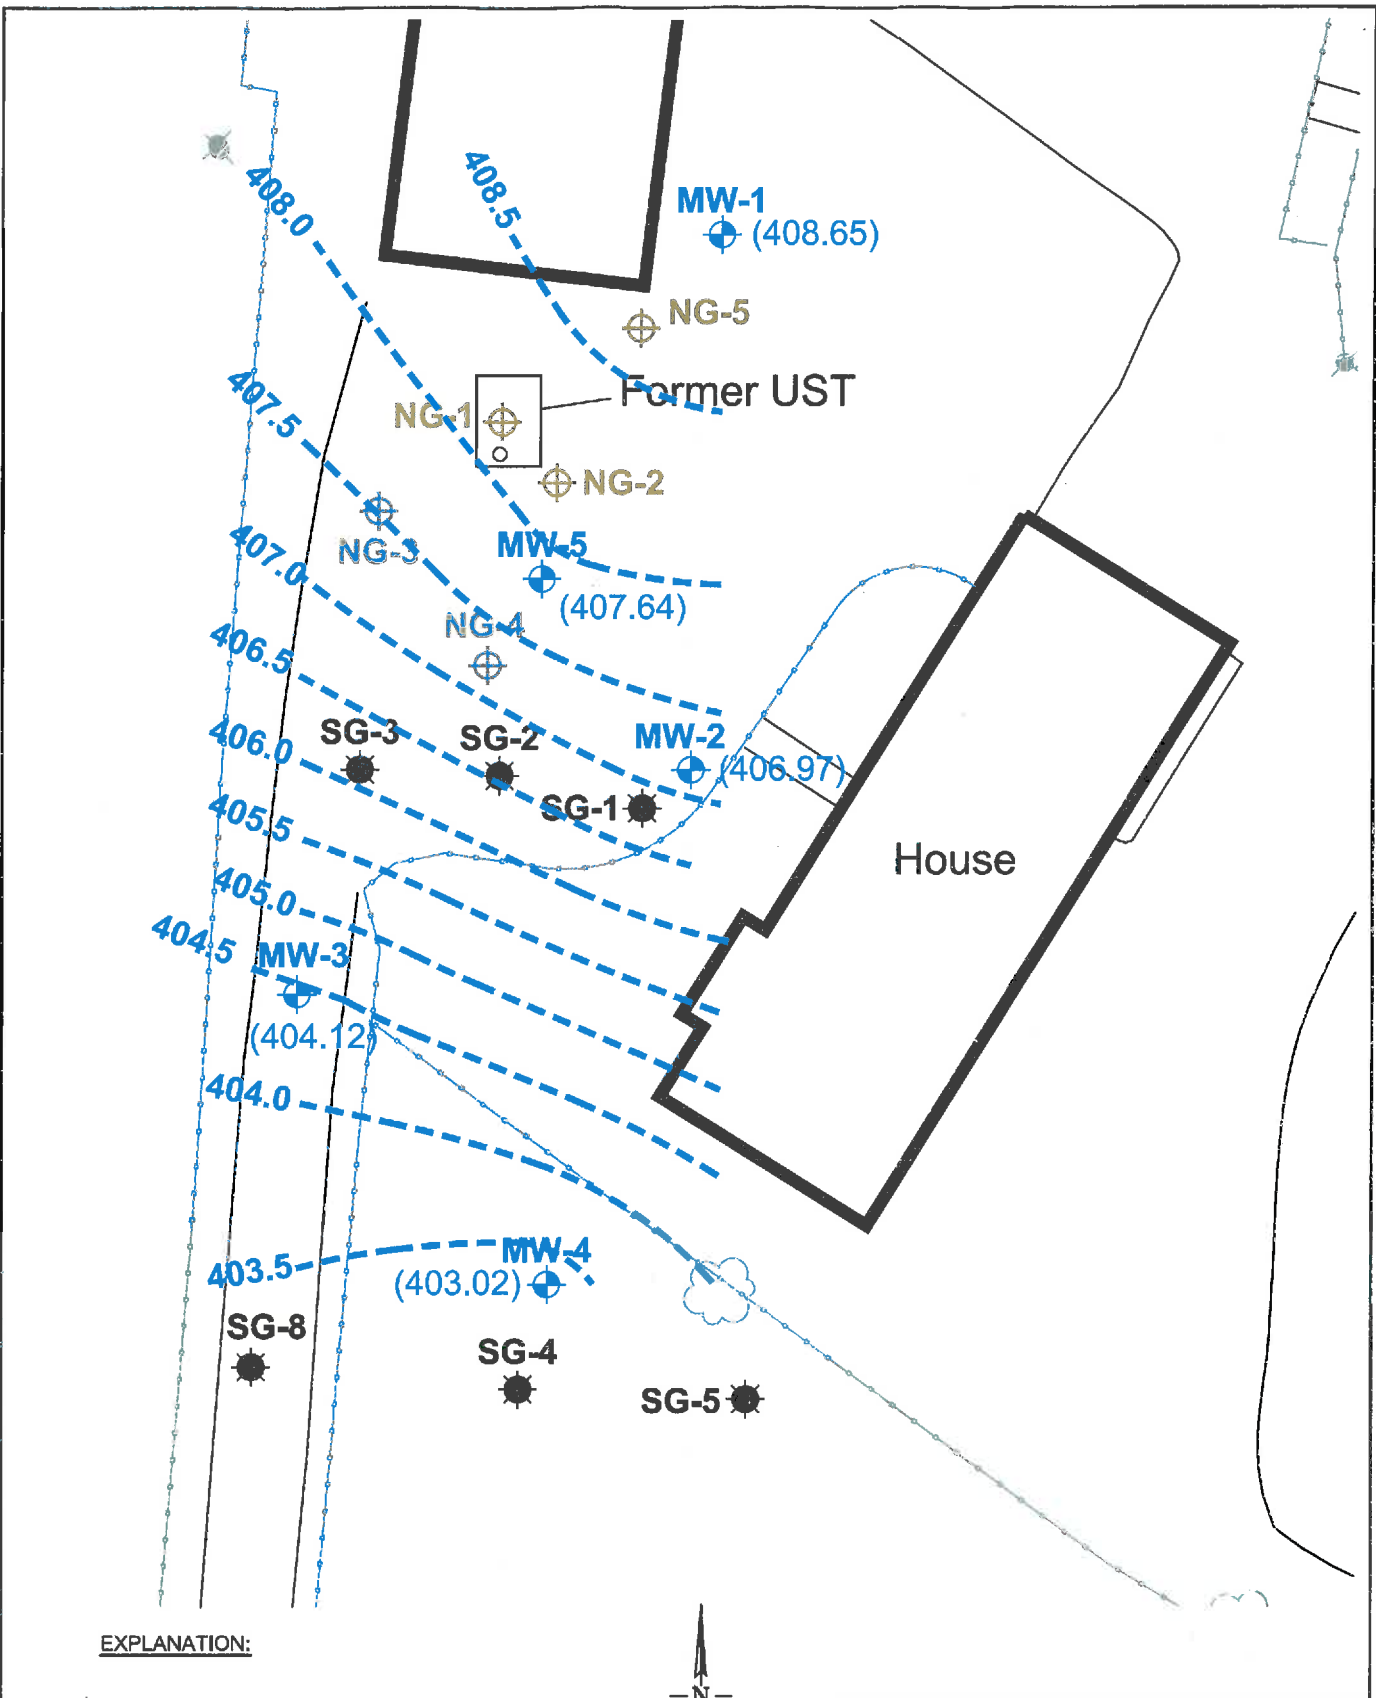 408.0
408.5
MW-1
(408.65)
NG-5
407.5
Former UST
NG-1
NG-2
407.0
NG-3
MW-5
(407.64)
NG-4
406.5
406.0
SG-3
SG-2
MW-2
(406.97)
405.5
SG-1
House
405.0
404.5
MW-3
(404.12)
404.0
403.5
MW-4
(403.02)
SG-8
SG-4
SG-5
EXPLANATION:
N